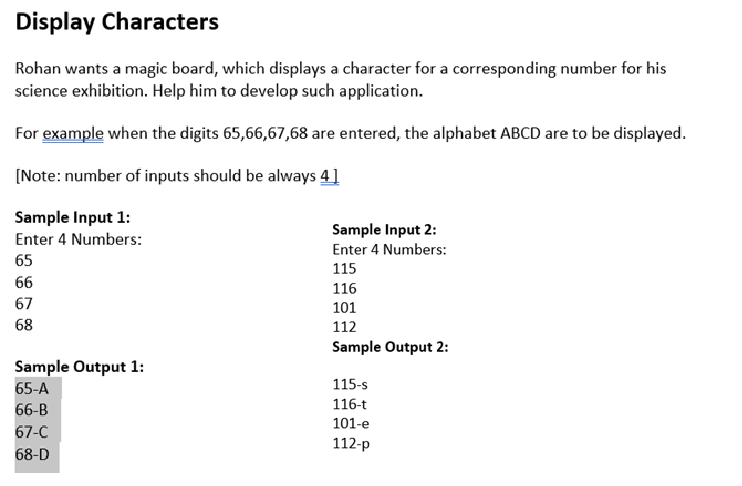 Display Characters
Rohan wants a magic board, which displays a character for a corresponding number for his
science exhibition. Help him to develop such application.
For example when the digits 65,66,67,68 are entered, the alphabet ABCD are to be displayed.
[Note: number of inputs should be always 4]
Sample Input 1:
Enter 4 Numbers:
65
66
67
68
Sample Output 1:
65-A
66-B
67-C
68-D
Sample Input 2:
Enter 4 Numbers:
115
116
101
112
Sample Output 2:
115-s
116-t
101-e
112-p